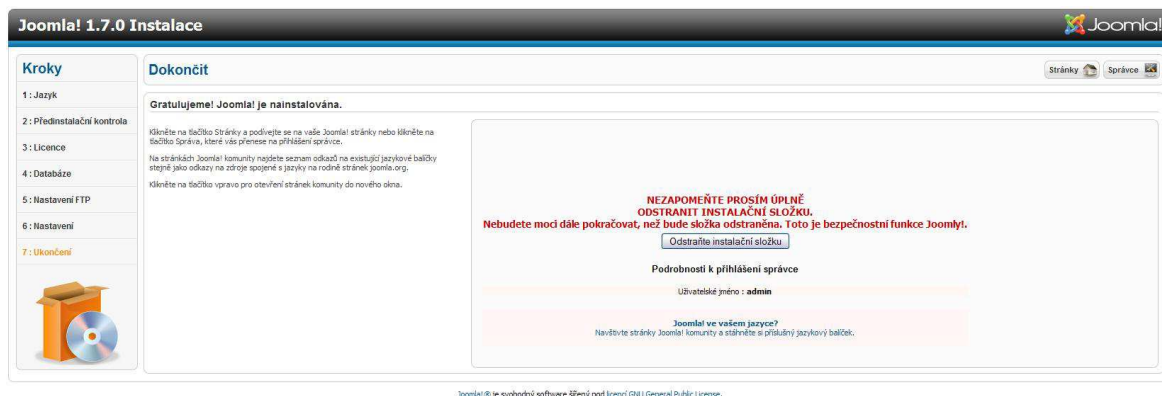 Joomla! 1.7.0 Instalace
Joomla!
Kroky
1 : Jazyk
2 : Předinstalační kontrola
3 : Licence
4 : Databáze
5 : Nastavení FTP
6 : Nastavení
7 : Ukončení
Dokončit
Stránky
Správce
Gratulujeme! Joomla! je nainstalována.
Klikněte na tlačítko Stránky a podívejte se na vaše Joomla! stránky nebo klikněte na
tlačítko Správa, které vás přenese na přihlášení správce.
Na stránkách Joomla! komunity najdete seznam odkazů na existující jazykové balíčky
stejně jako odkazy na zdroje spojené s jazyky na rodině stránek joomla.org.
Klikněte na tlačítko vpravo pro otevření stránek komunity do nového okna.
NEZAPOMEŇTE PROSÍM ÚPLNĚ
ODSTRANIT INSTALAČNÍ SLOŽKU.
Nebudete moci dále pokračovat, než bude složka odstraněna. Toto je bezpečnostní funkce Joomly!.
Odstraňte instalační složku
Podrobnosti k přihlášení správce
Uživatelské jméno : admin
Joomla! ve vašem jazyce?
Navštivte stránky Joomla! komunity a stáhněte si příslušný jazykový balíček.
Joomla!® je svobodný software šířený pod licencí GNU General Public License.